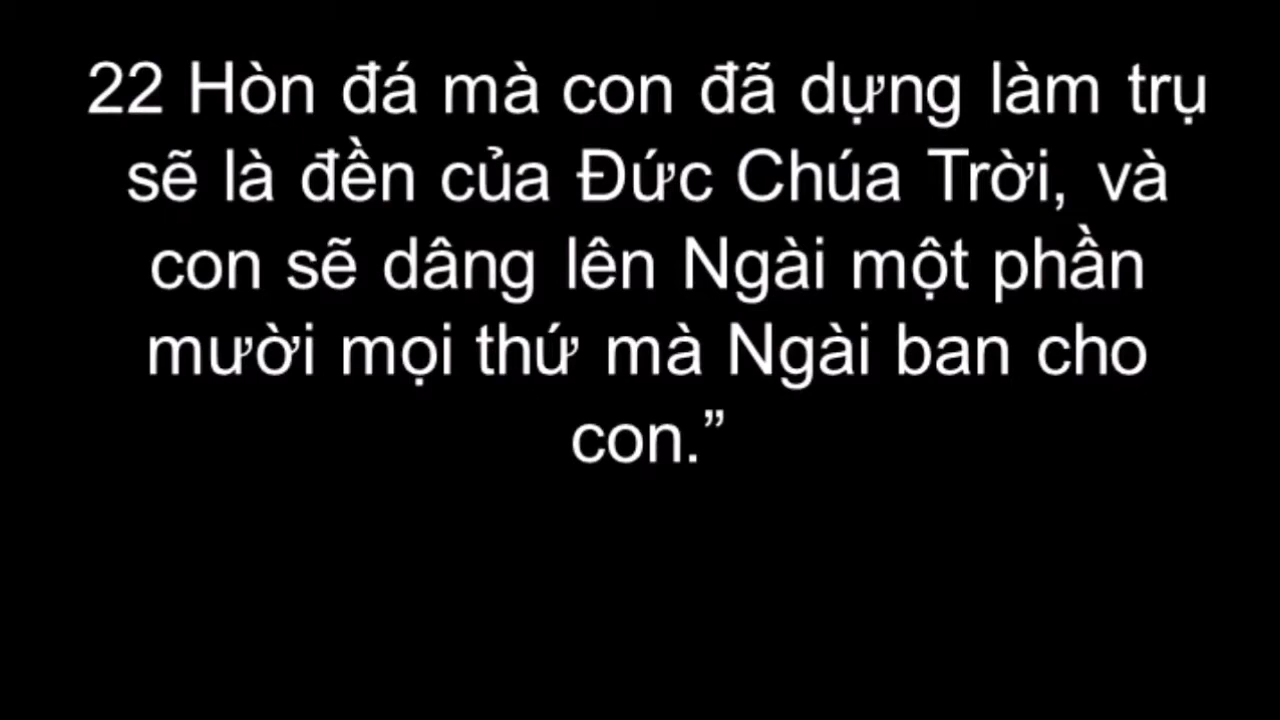 22 Hòn đá mà con đã dựng làm trụ
sẽ là đền của Đức Chúa Trời, và
con sẽ dâng lên Ngài một phần
mười mọi thứ mà Ngài ban cho
con.”